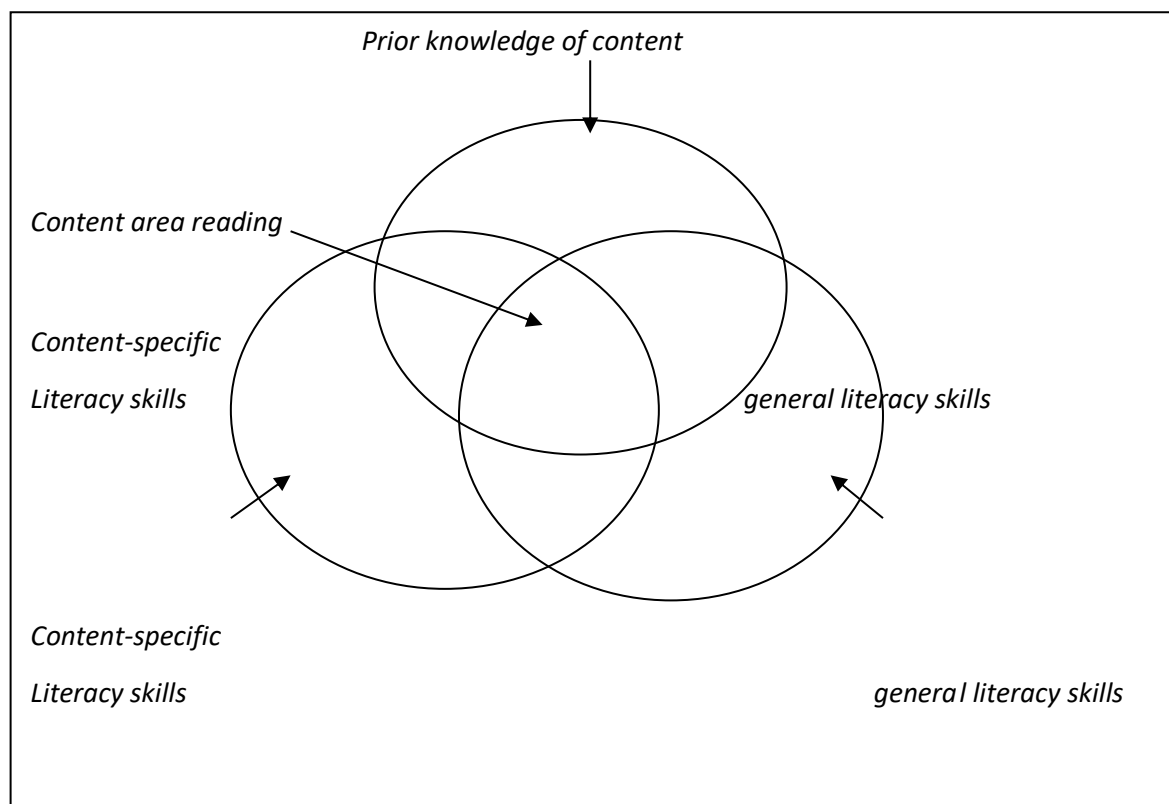 Prior knowledge of content
Content area reading
Content-specific
Literacy skills
general literacy skills
Content-specific
Literacy skills
general literacy skills